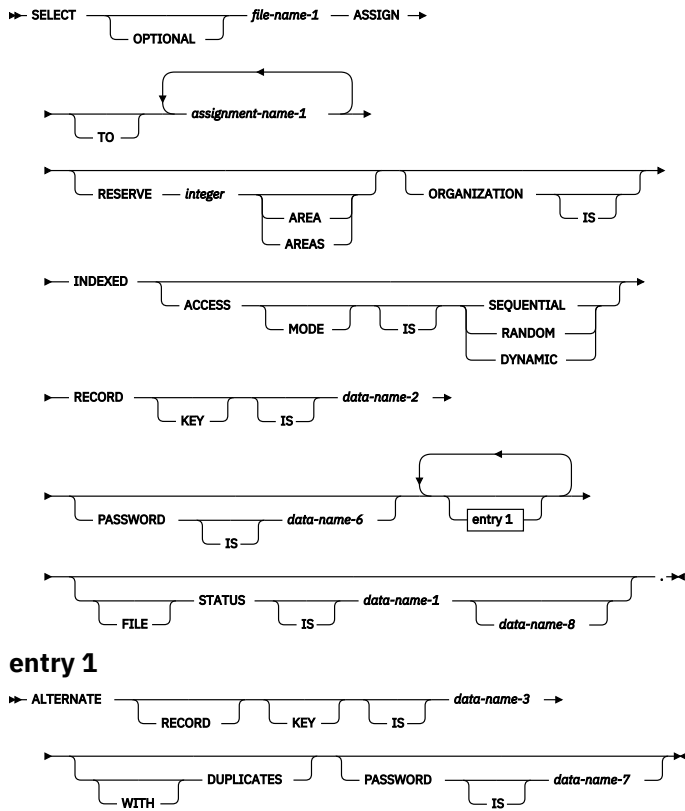 SELECT file-name-1 ASSIGN
OPTIONAL
assignment-name-1
TO
RESERVE integer ORGANIZATION
AREA IS
AREAS
INDEXED
ACCESS SEQUENTIAL
MODE IS RANDOM
DYNAMIC
RECORD data-name-2
KEY IS
PASSWORD data-name-6 entry 1
IS
STATUS data-name-1 .
FILE IS data-name-8
entry 1
ALTERNATE data-name-3
RECORD KEY IS
DUPLICATES PASSWORD data-name-7
WITH IS